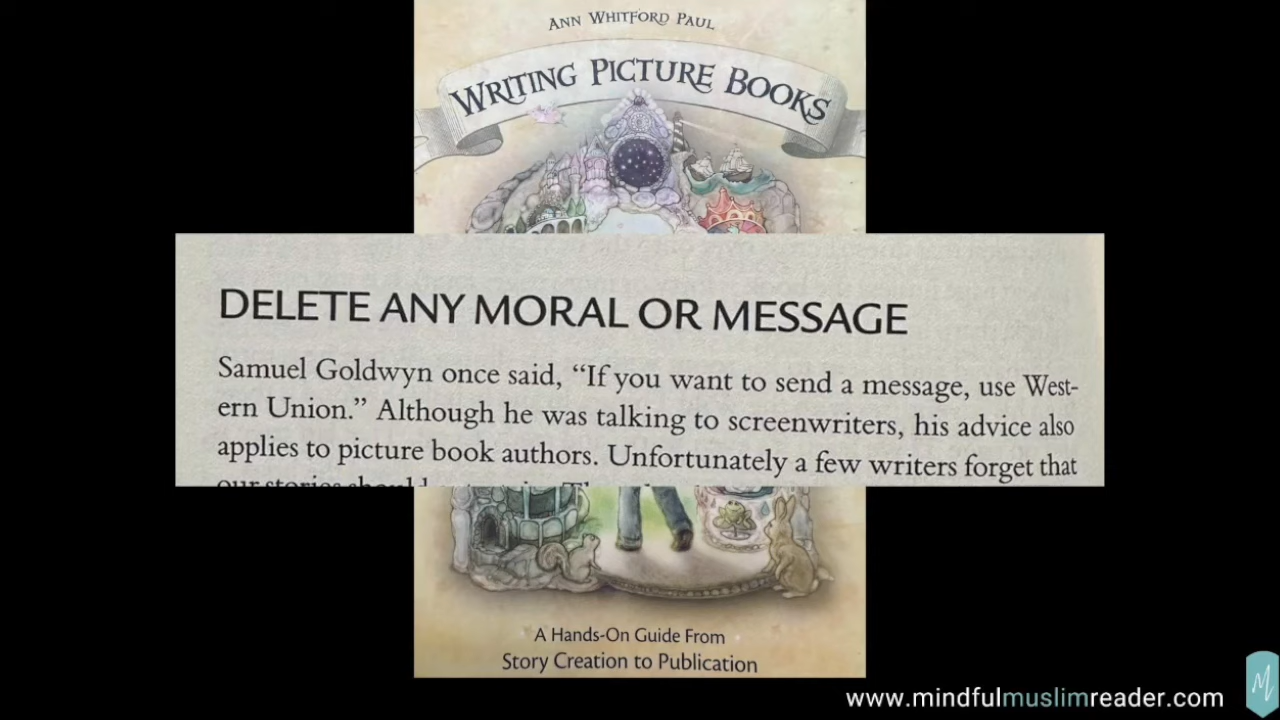 ANN WHITFORD PAUL
WRITING PICTURE BOOKS
DELETE ANY MORAL OR MESSAGE
Samuel Goldwyn once said, “If you want to send a message, use West-
ern Union.” Although he was talking to screenwriters, his advice also
applies to picture book authors. Unfortunately a few writers forget that
A Hands-On Guide From
Story Creation to Publication
www.mindfulmuslimreader.com
M